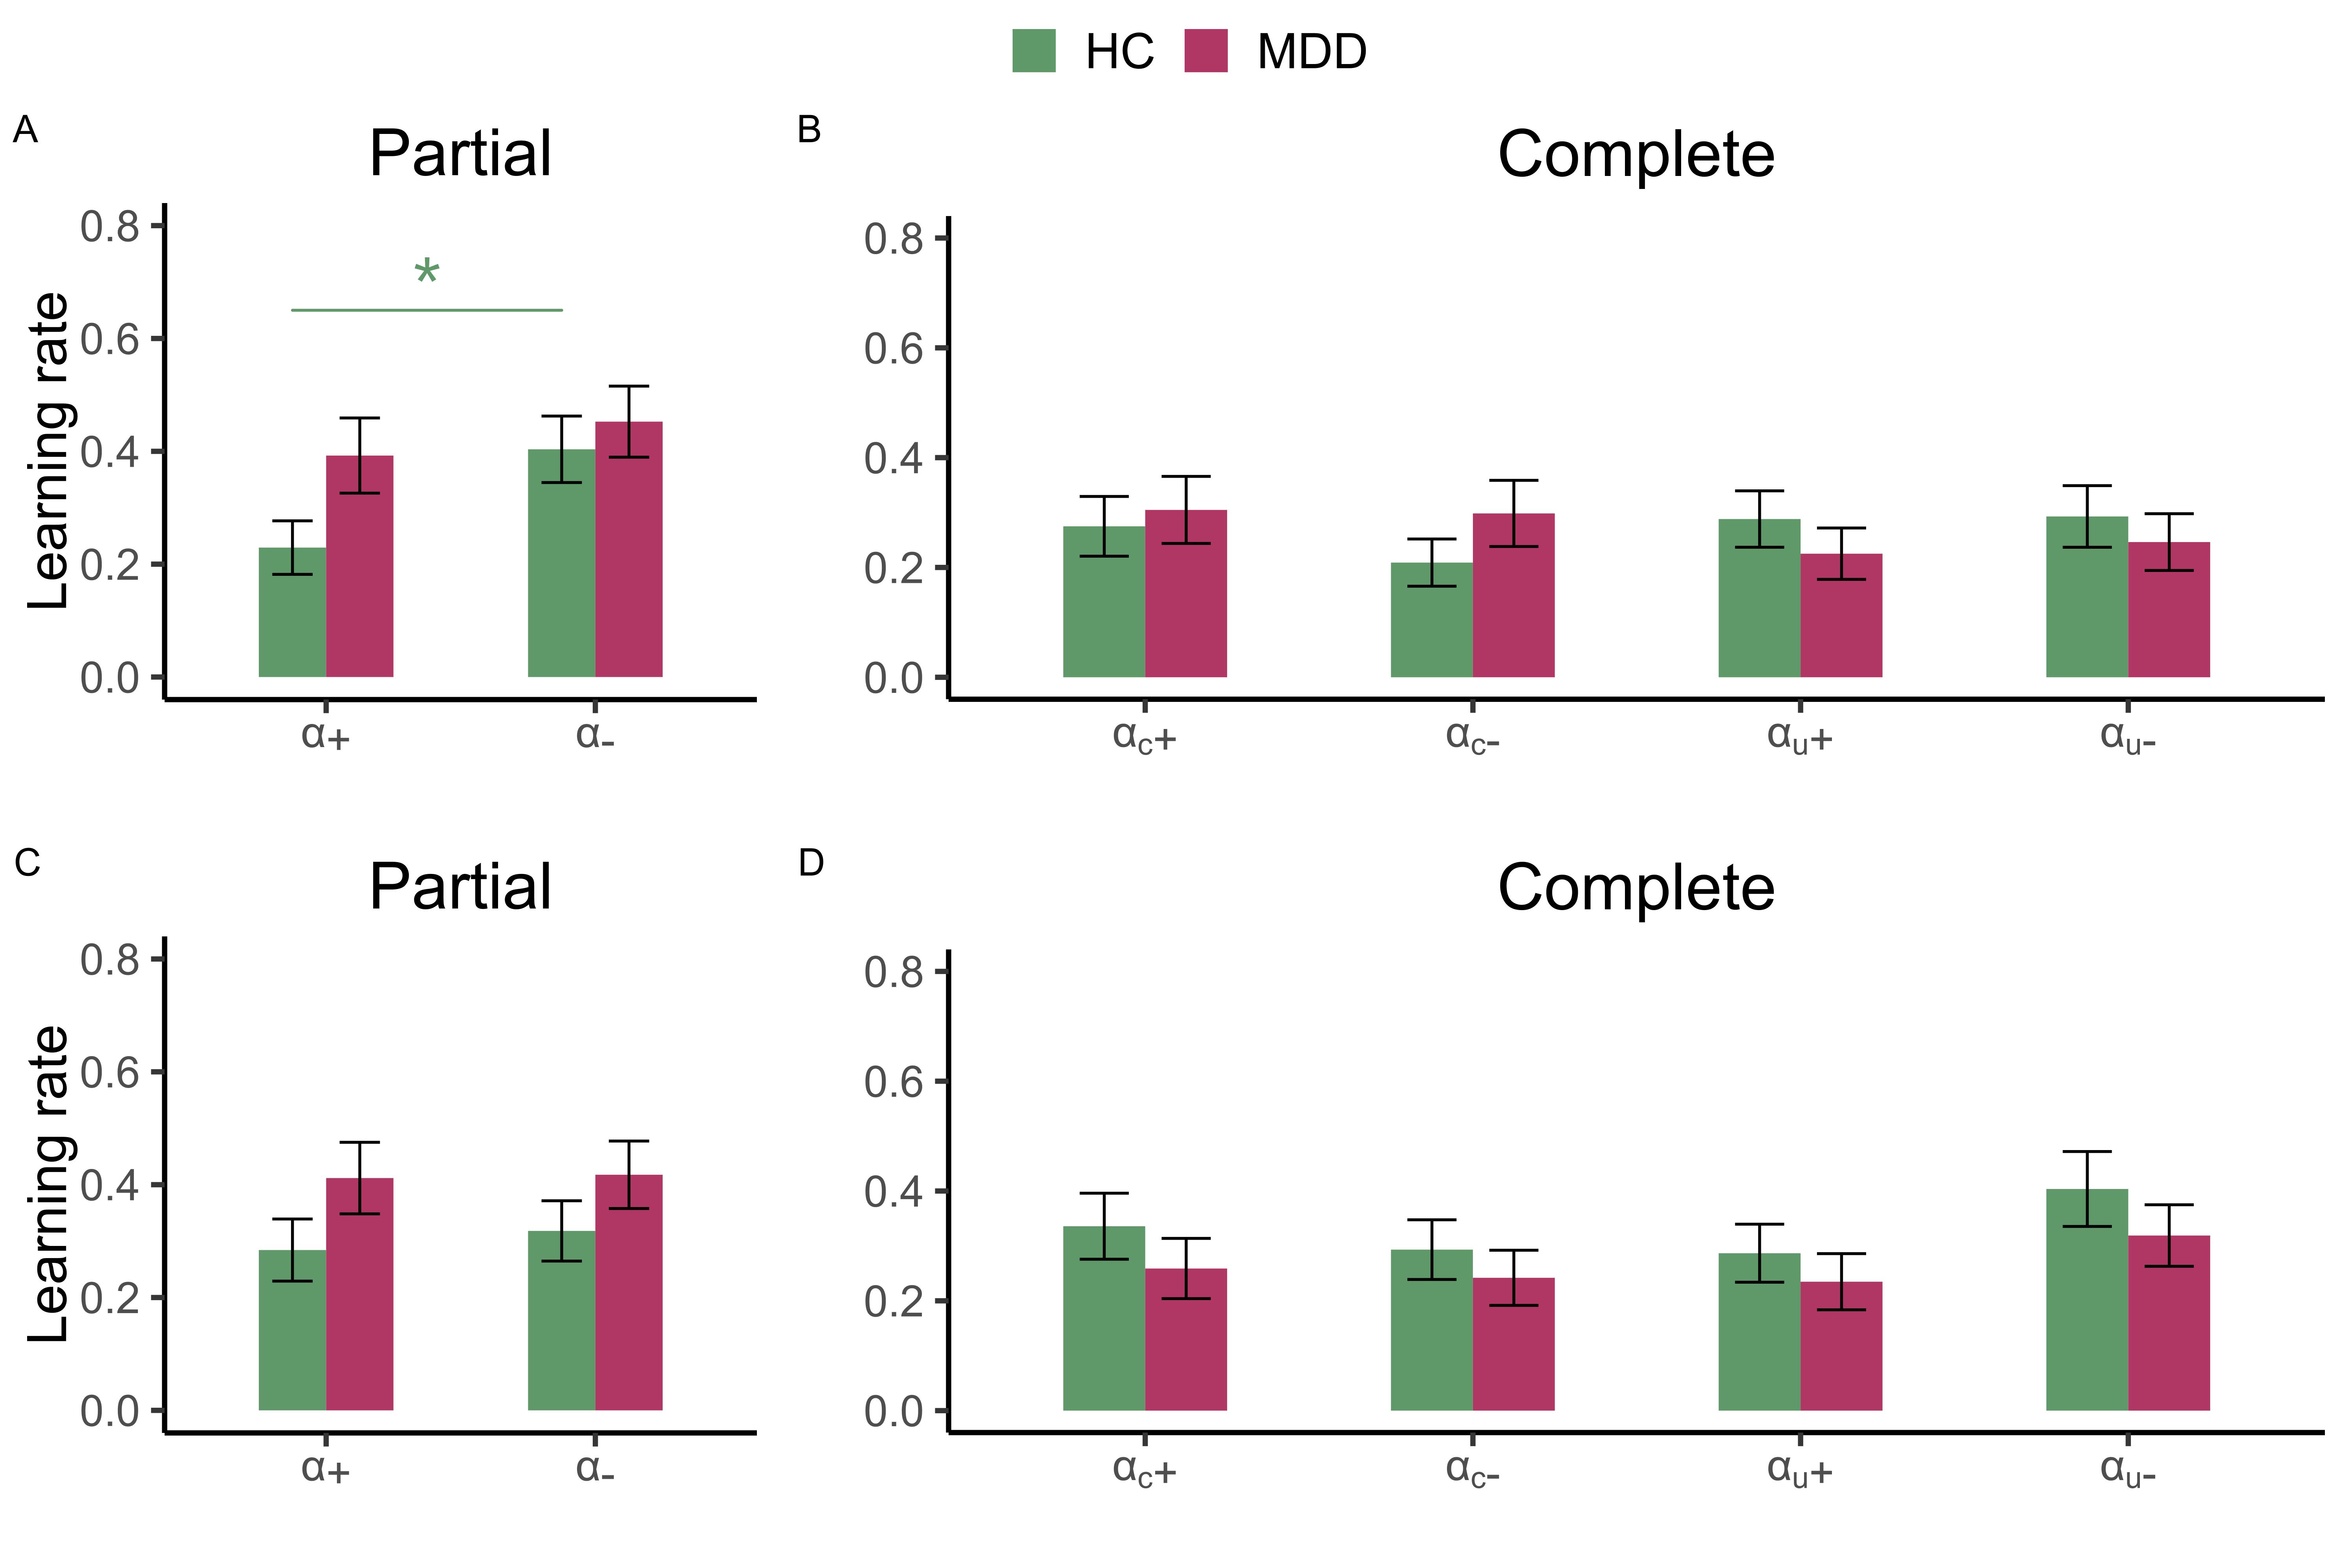 HC MDD
A Partial
0.8
0.6
0.4
0.2
0.0
Learning rate
*
α+ α-
B Complete
0.8
0.6
0.4
0.2
0.0
αc+ αc- αu+ αu-
C Partial
0.8
0.6
0.4
0.2
0.0
Learning rate
α+ α-
D Complete
0.8
0.6
0.4
0.2
0.0
αc+ αc- αu+ αu-